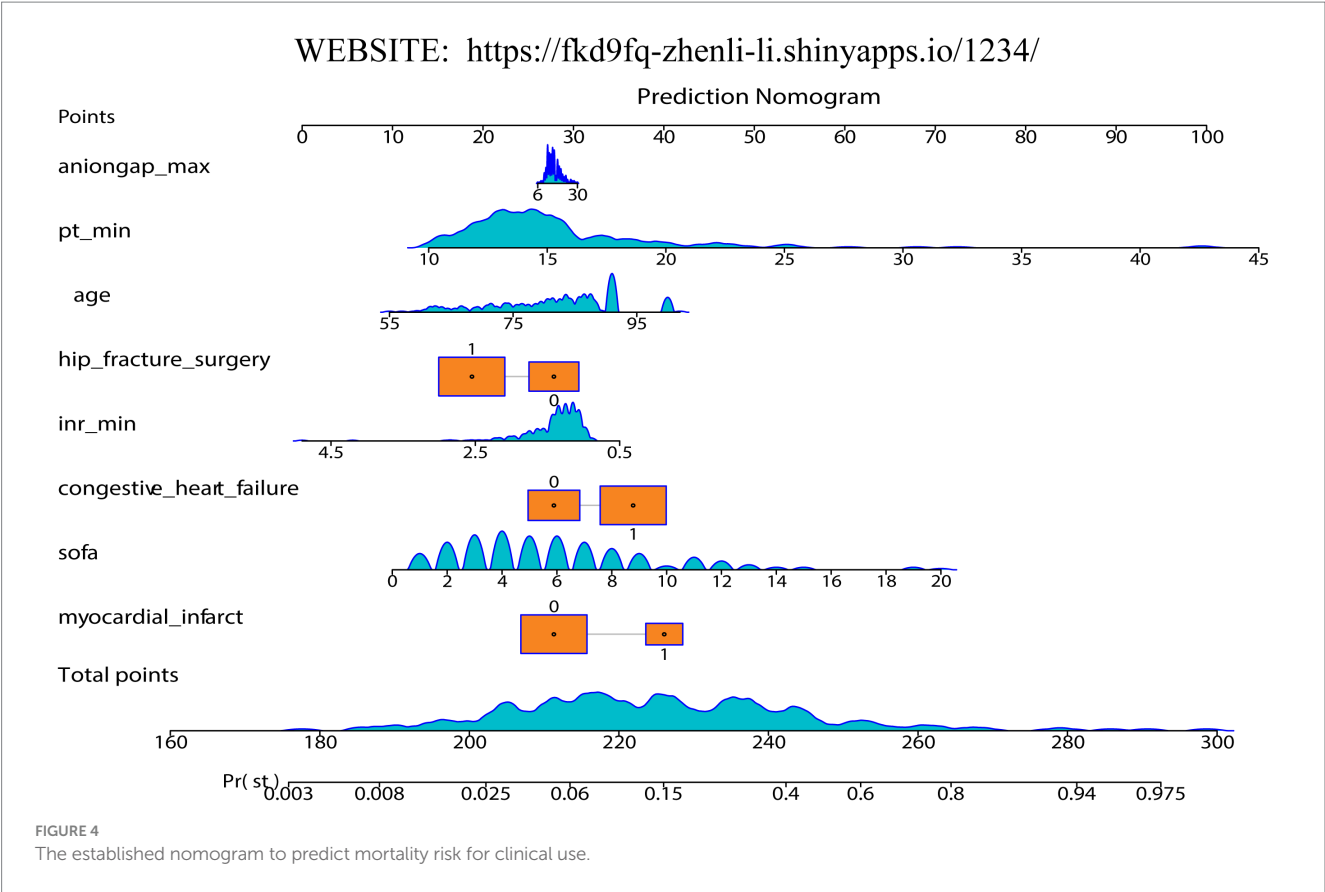 WEBSITE: https://fkd9fq-zhenli-li.shinyapps.io/1234/
Prediction Nomogram
Points
0 10 20 30 40 50 60 70 80 90 100
aniongap_max
6 30
pt_min
10 15 20 25 30 35 40 45
age
55 75 95
1
hip_fracture_surgery
0
inr_min
4.5 2.5 0.5
0
congestive_heart_failure
1
sofa
0 2 4 6 8 10 12 14 16 18 20
0
myocardial_infarct
1
Total points
160 180 200 220 240 260 280 300
Pr( st )
0.003 0.008 0.025 0.06 0.15 0.4 0.6 0.8 0.94 0.975
FIGURE 4
The established nomogram to predict mortality risk for clinical use.